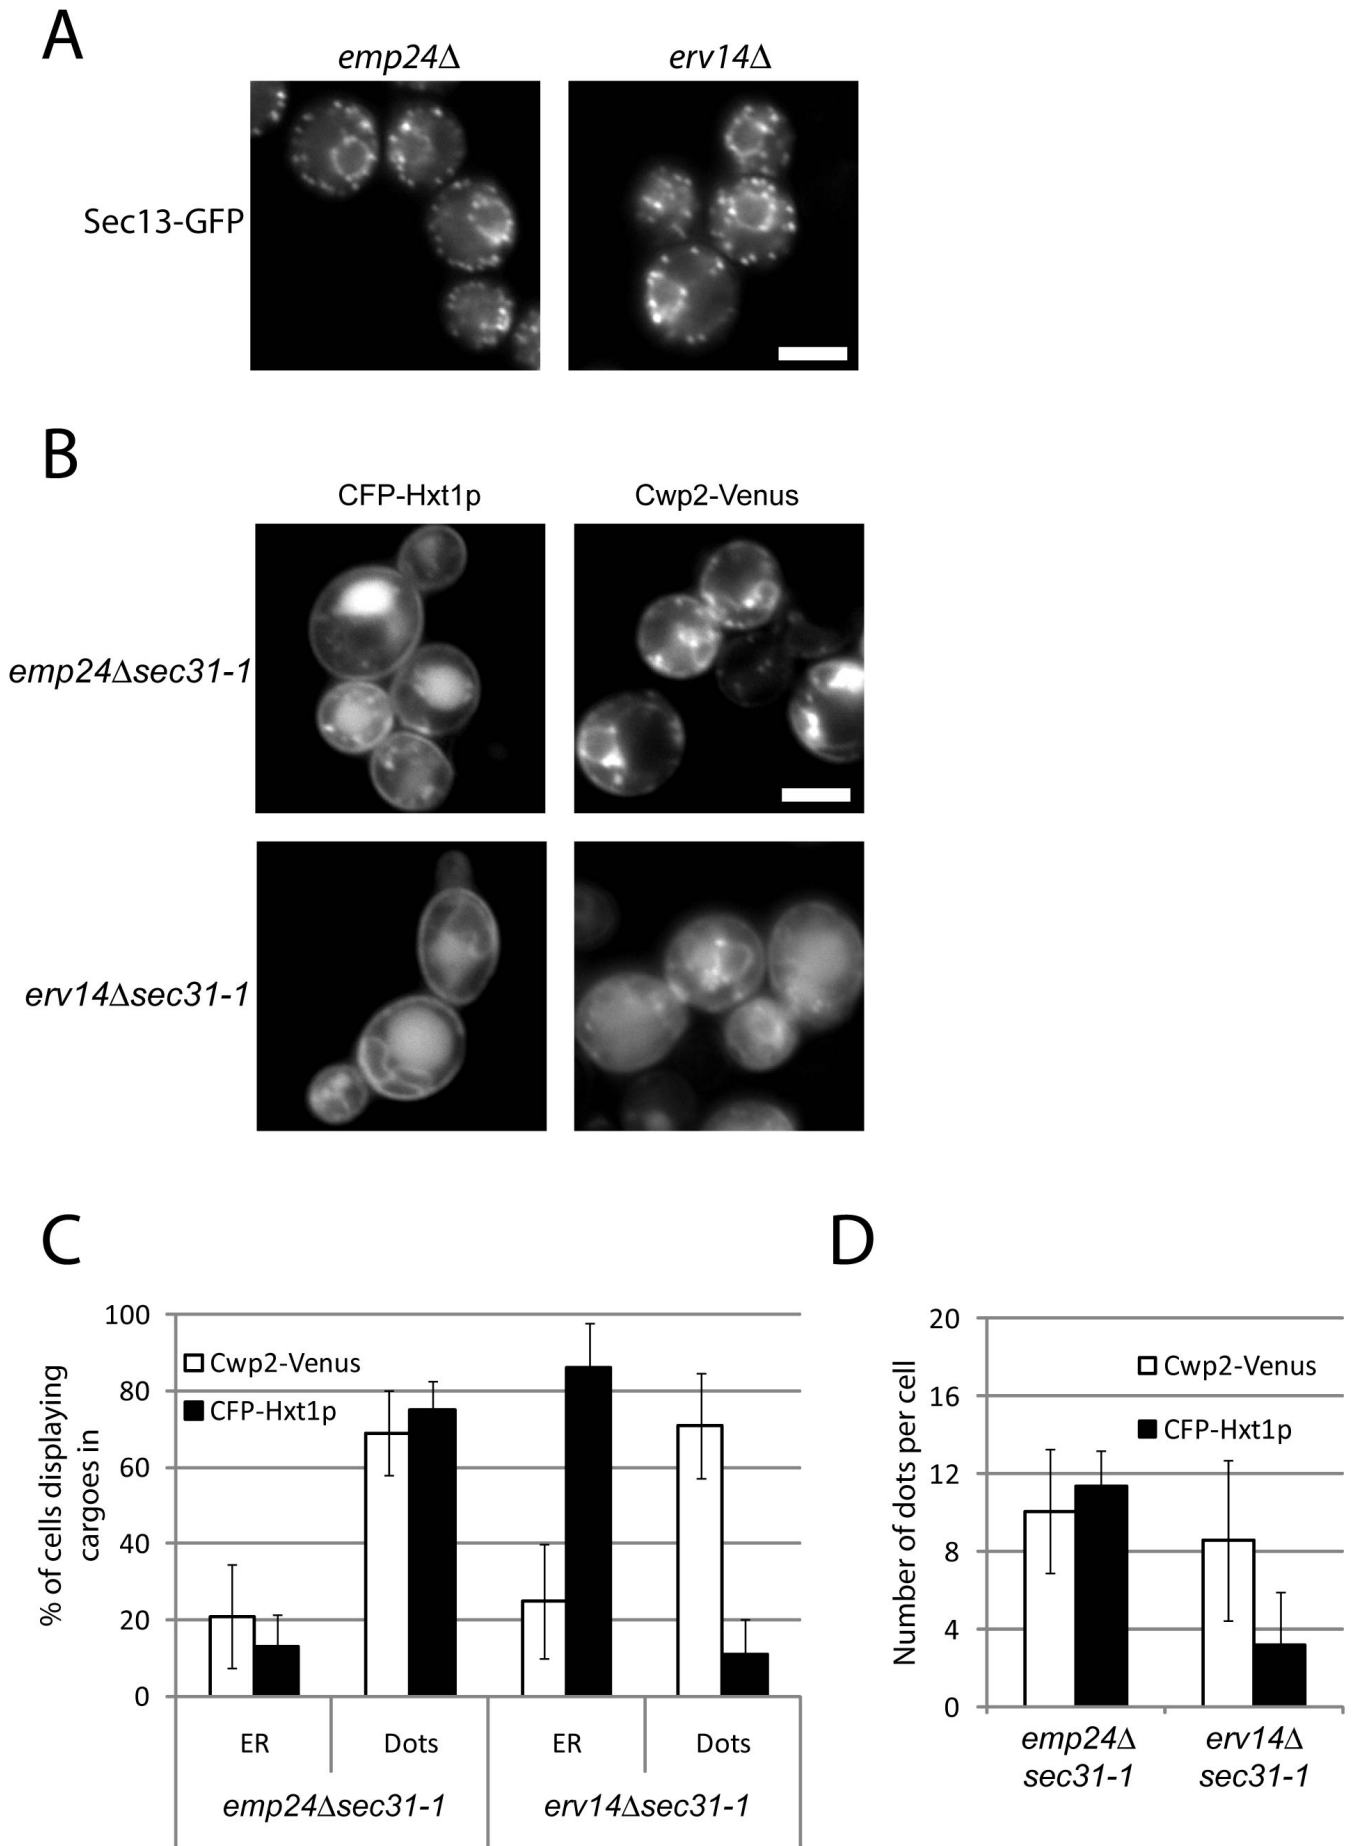 A
emp24Δ
erv14Δ
Sec13-GFP
B
CFP-Hxt1p
Cwp2-Venus
emp24Δsec31-1
erv14Δsec31-1
C
% of cells displaying
cargoes in
100
80
60
40
20
0
Cwp2-Venus
CFP-Hxt1p
ER
Dots
ER
Dots
emp24Δsec31-1
erv14Δsec31-1
D
Number of dots per cell
20
16
12
8
4
0
Cwp2-Venus
CFP-Hxt1p
emp24Δ
sec31-1
erv14Δ
sec31-1